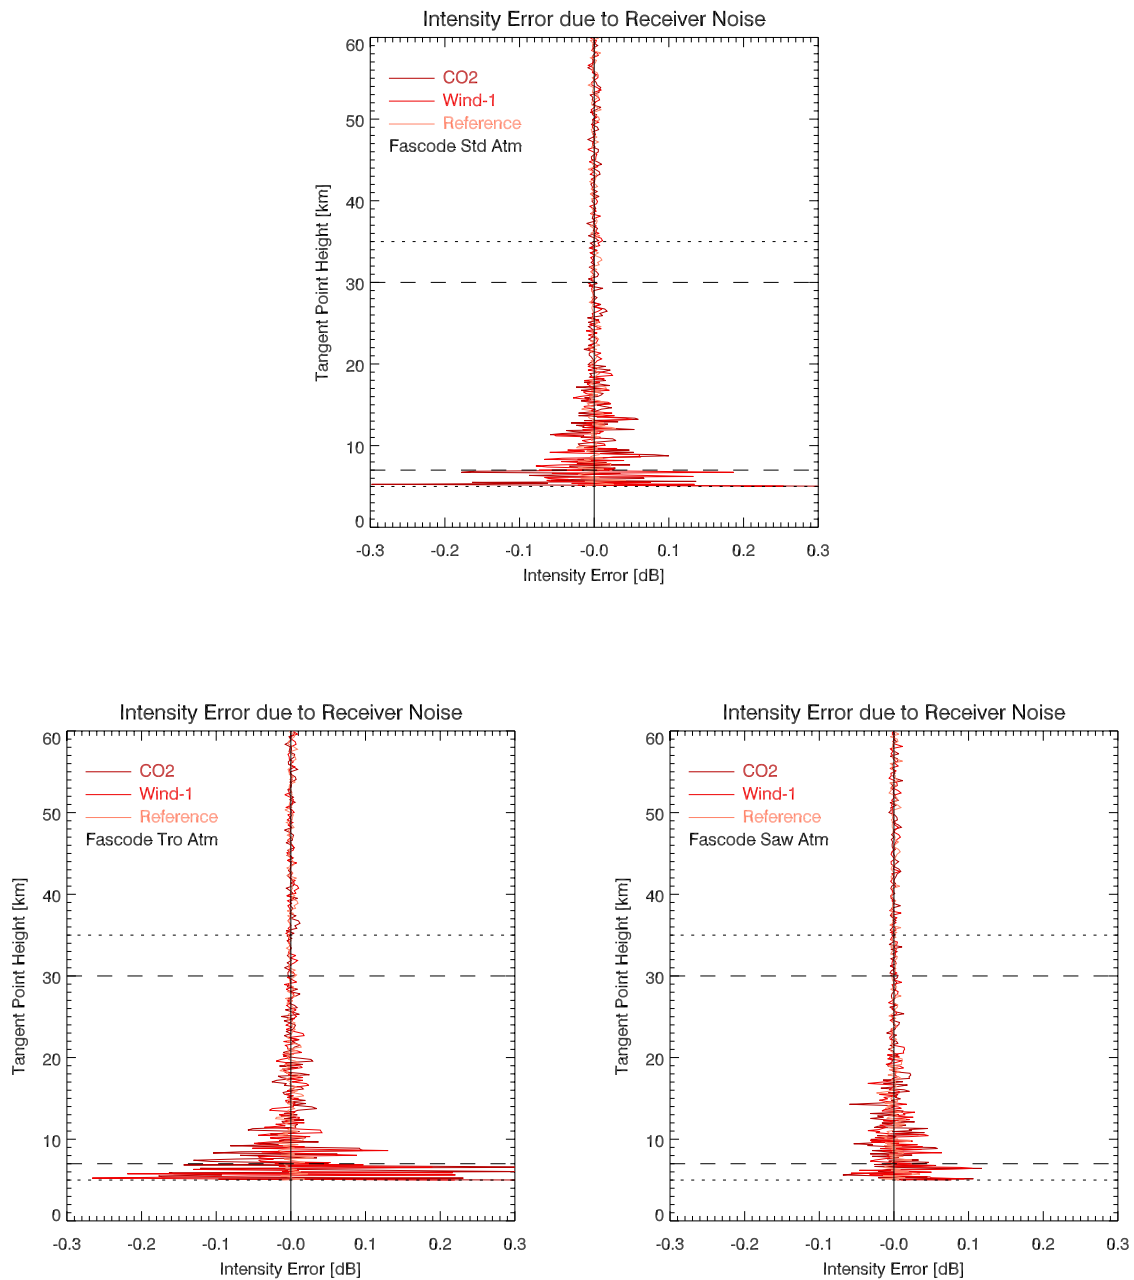 Intensity Error due to Receiver Noise
60
CO2
Wind-1
Reference
Fascode Std Atm
50
40
30
20
10
0
Tangent Point Height [km]
-0.3 -0.2 -0.1 -0.0 0.1 0.2 0.3
Intensity Error [dB]
Intensity Error due to Receiver Noise
60
CO2
Wind-1
Reference
Fascode Tro Atm
50
40
30
20
10
0
Tangent Point Height [km]
-0.3 -0.2 -0.1 -0.0 0.1 0.2 0.3
Intensity Error [dB]
Intensity Error due to Receiver Noise
60
CO2
Wind-1
Reference
Fascode Saw Atm
50
40
30
20
10
0
Tangent Point Height [km]
-0.3 -0.2 -0.1 -0.0 0.1 0.2 0.3
Intensity Error [dB]